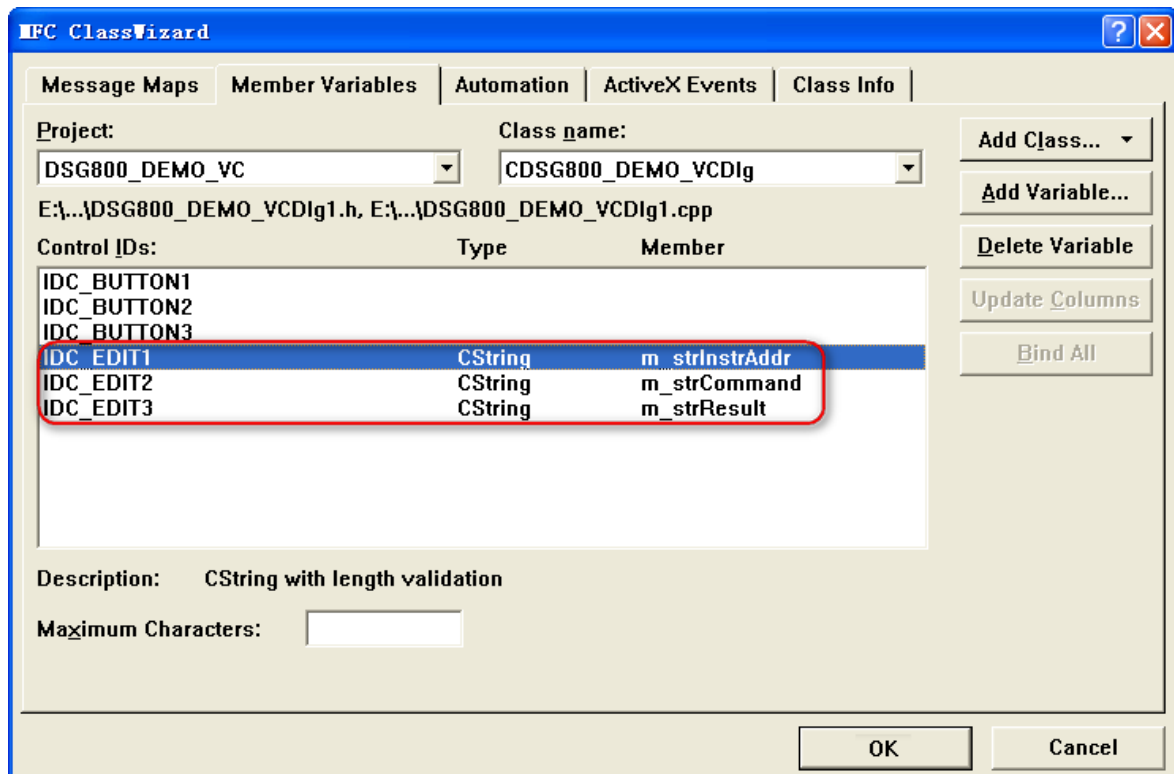 MFC ClassWizard
Message Maps Member Variables Automation ActiveX Events Class Info
Project: Class name:
DSG800_DEMO_VC CDSG800_DEMO_VCDlg
E:\...\DSG800_DEMO_VCDlg1.h, E:\...\DSG800_DEMO_VCDlg1.cpp
Control IDs: Type Member
IDC_BUTTON1
IDC_BUTTON2
IDC_BUTTON3
IDC_EDIT1 CString m_strInstrAddr
IDC_EDIT2 CString m_strCommand
IDC_EDIT3 CString m_strResult
Description: CString with length validation
Maximum Characters:
Add Class...
Add Variable...
Delete Variable
Update Columns
Bind All
OK Cancel